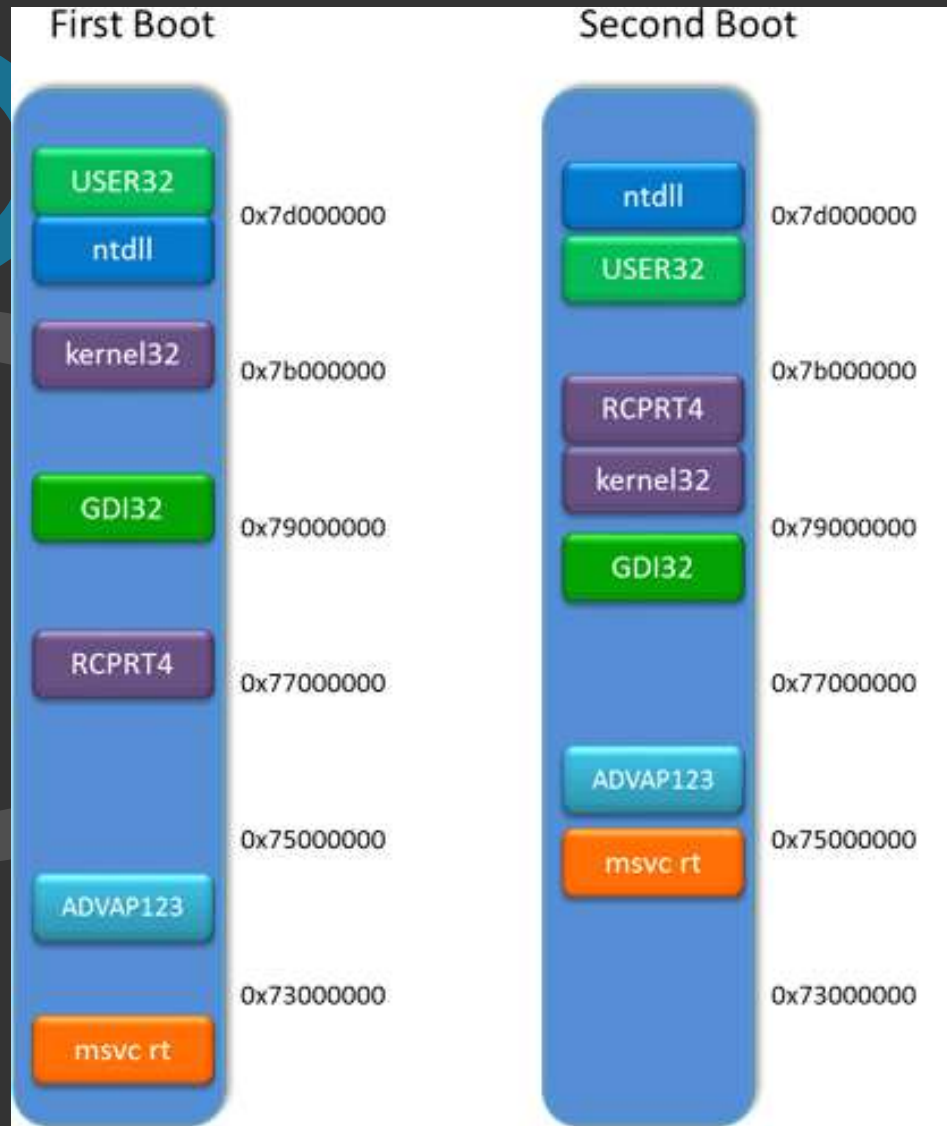 First Boot
USER32
0x7d000000
ntdll
kernel32
0x7b000000
GDI32
0x79000000
RCPRT4
0x77000000
0x75000000
ADVAP123
0x73000000
msvc rt
Second Boot
ntdll
0x7d000000
USER32
0x7b000000
RCPRT4
kernel32
0x79000000
GDI32
0x77000000
ADVAP123
0x75000000
msvc rt
0x73000000